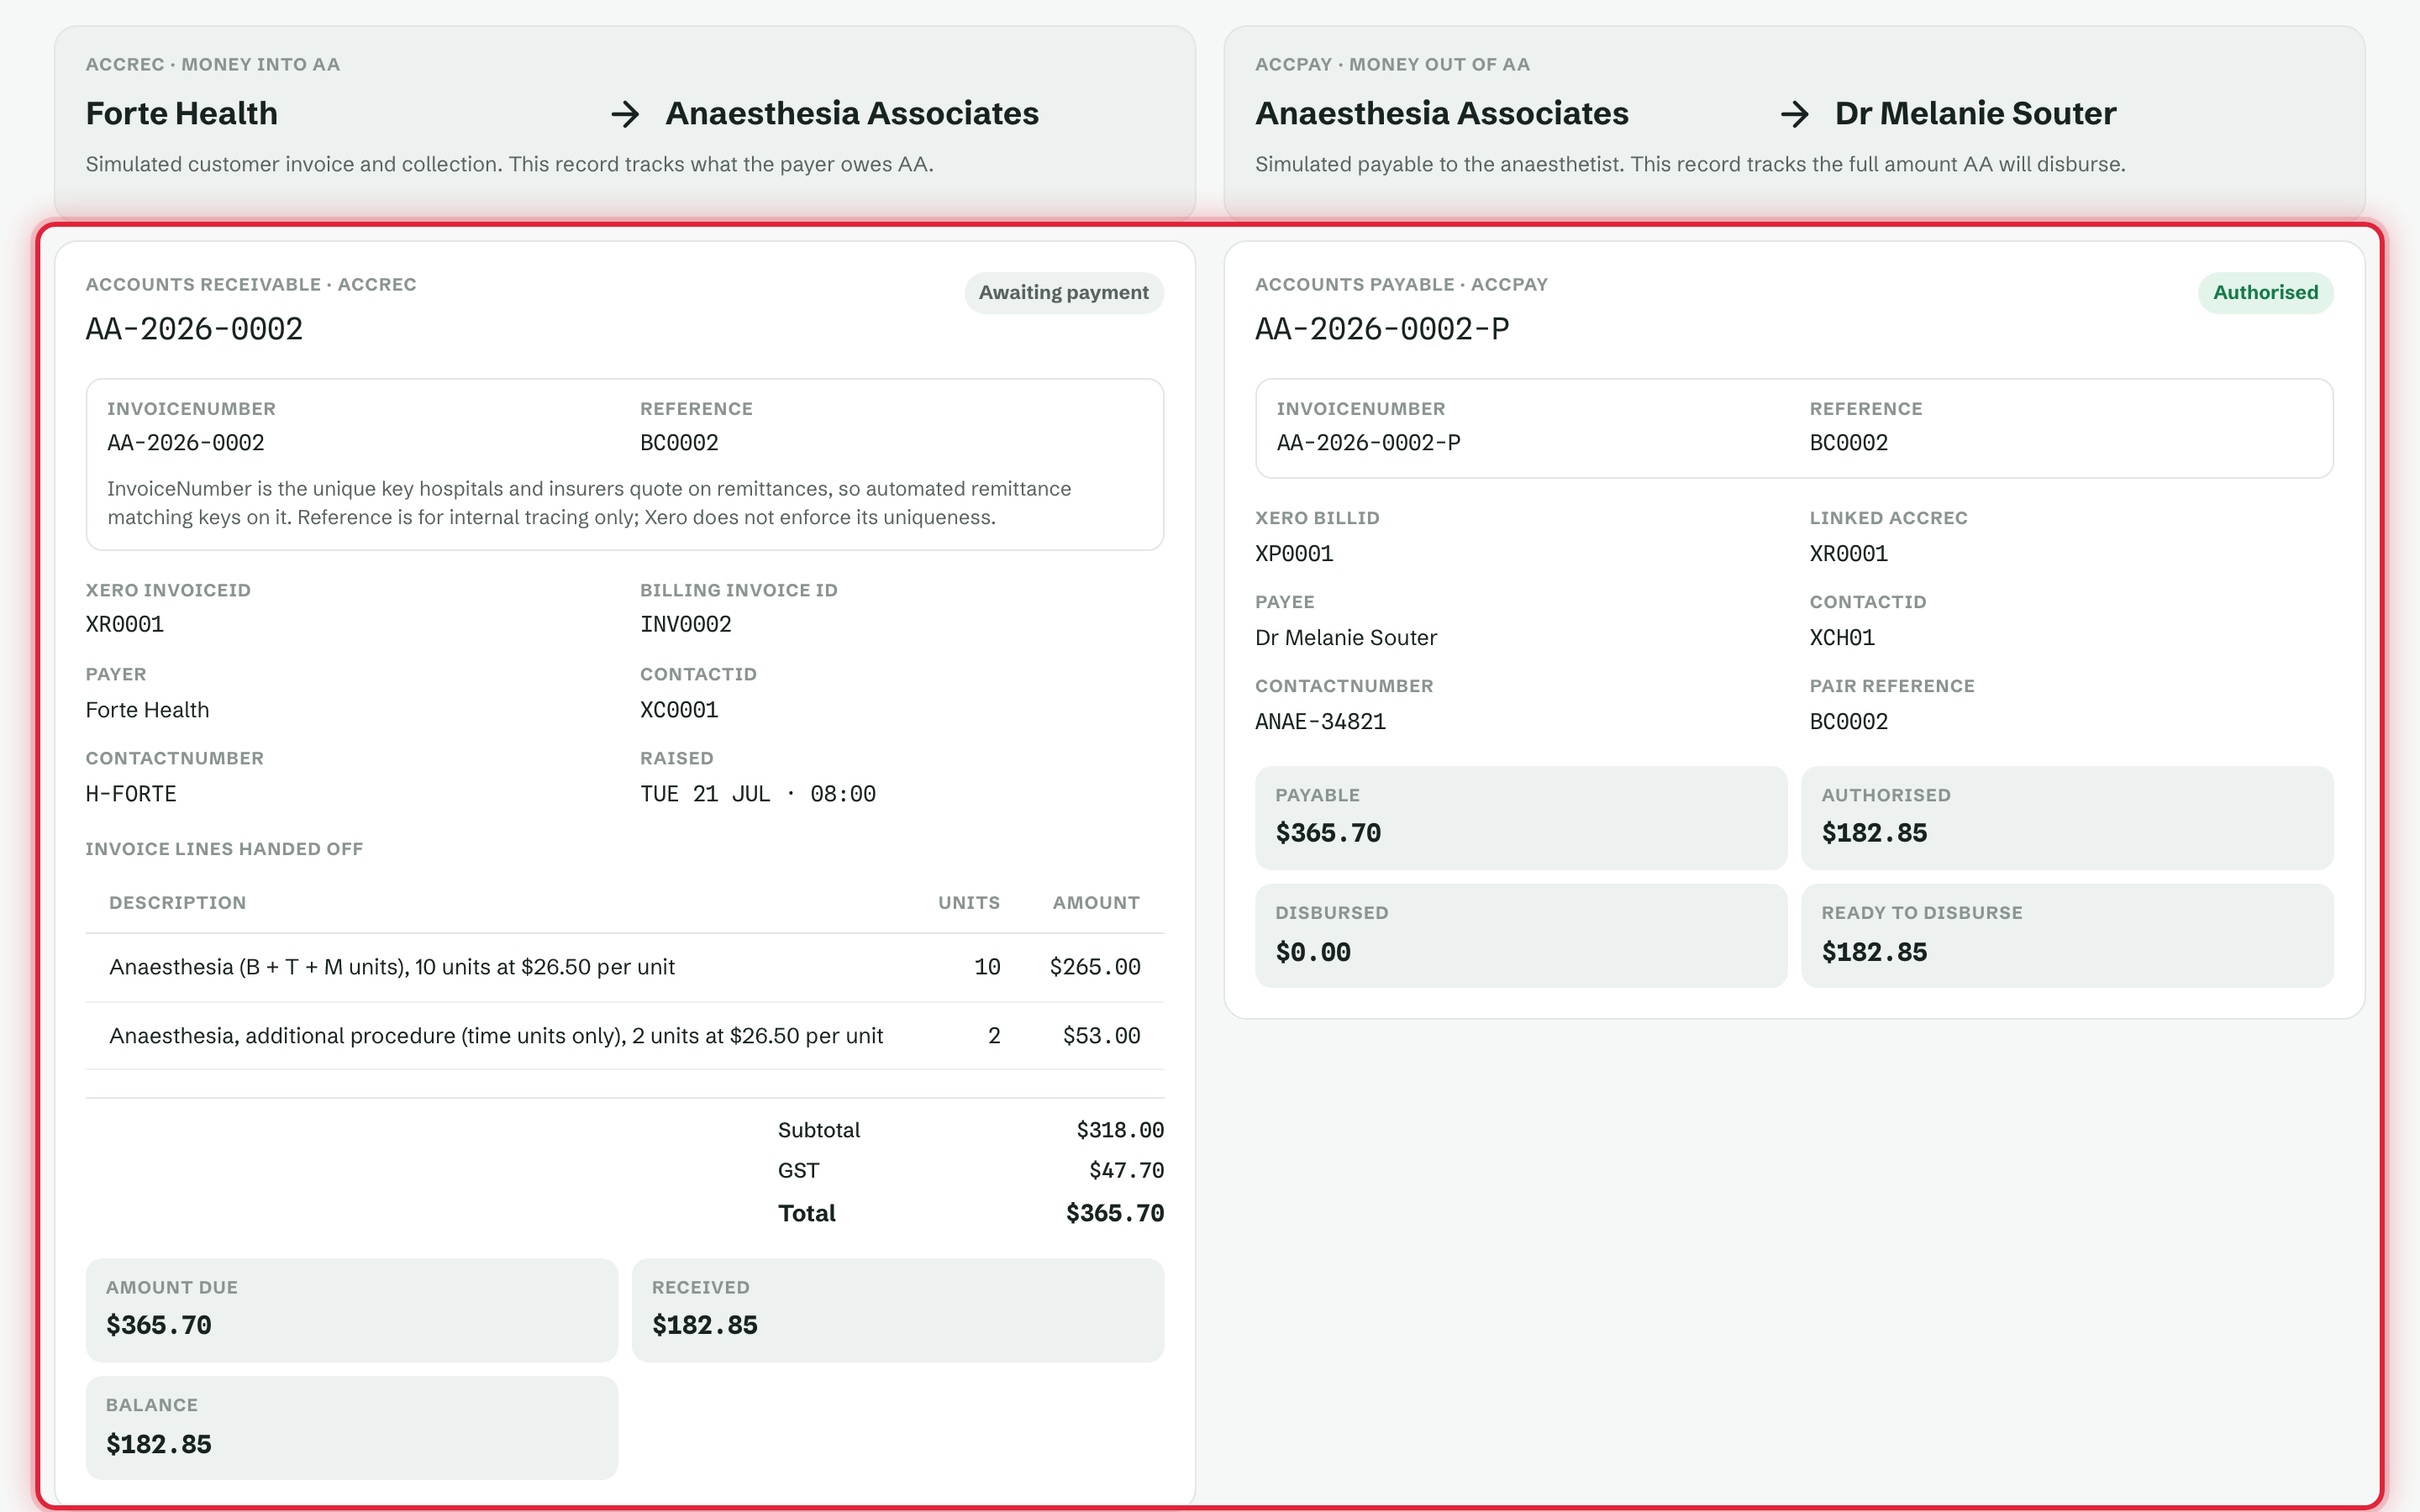 ACCREC · MONEY INTO AA
Forte Health → Anaesthesia Associates
Simulated customer invoice and collection. This record tracks what the payer owes AA.
ACCPAY · MONEY OUT OF AA
Anaesthesia Associates → Dr Melanie Souter
Simulated payable to the anaesthetist. This record tracks the full amount AA will disburse.
ACCOUNTS RECEIVABLE · ACCREC
Awaiting payment
AA-2026-0002
INVOICENUMBER REFERENCE
AA-2026-0002 BC0002
InvoiceNumber is the unique key hospitals and insurers quote on remittances, so automated remittance
matching keys on it. Reference is for internal tracing only; Xero does not enforce its uniqueness.
XERO INVOICEID BILLING INVOICE ID
XR0001 INV0002
PAYER CONTACTID
Forte Health XC0001
CONTACTNUMBER RAISED
H-FORTE TUE 21 JUL · 08:00
INVOICE LINES HANDED OFF
DESCRIPTION UNITS AMOUNT
Anaesthesia (B + T + M units), 10 units at $26.50 per unit 10 $265.00
Anaesthesia, additional procedure (time units only), 2 units at $26.50 per unit 2 $53.00
Subtotal $318.00
GST $47.70
Total $365.70
AMOUNT DUE RECEIVED
$365.70 $182.85
BALANCE
$182.85
ACCOUNTS PAYABLE · ACCPAY
Authorised
AA-2026-0002-P
INVOICENUMBER REFERENCE
AA-2026-0002-P BC0002
XERO BILLID LINKED ACCREC
XP0001 XR0001
PAYEE CONTACTID
Dr Melanie Souter XCH01
CONTACTNUMBER PAIR REFERENCE
ANAE-34821 BC0002
PAYABLE AUTHORISED
$365.70 $182.85
DISBURSED READY TO DISBURSE
$0.00 $182.85